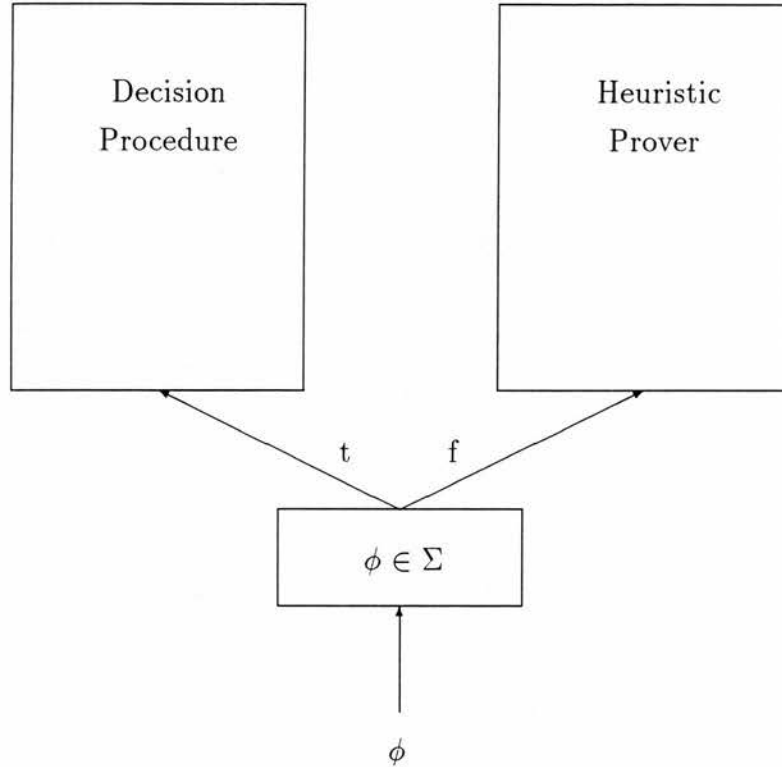 Decision
Procedure
Heuristic
Prover
t
f
ϕ ∈ Σ
ϕ